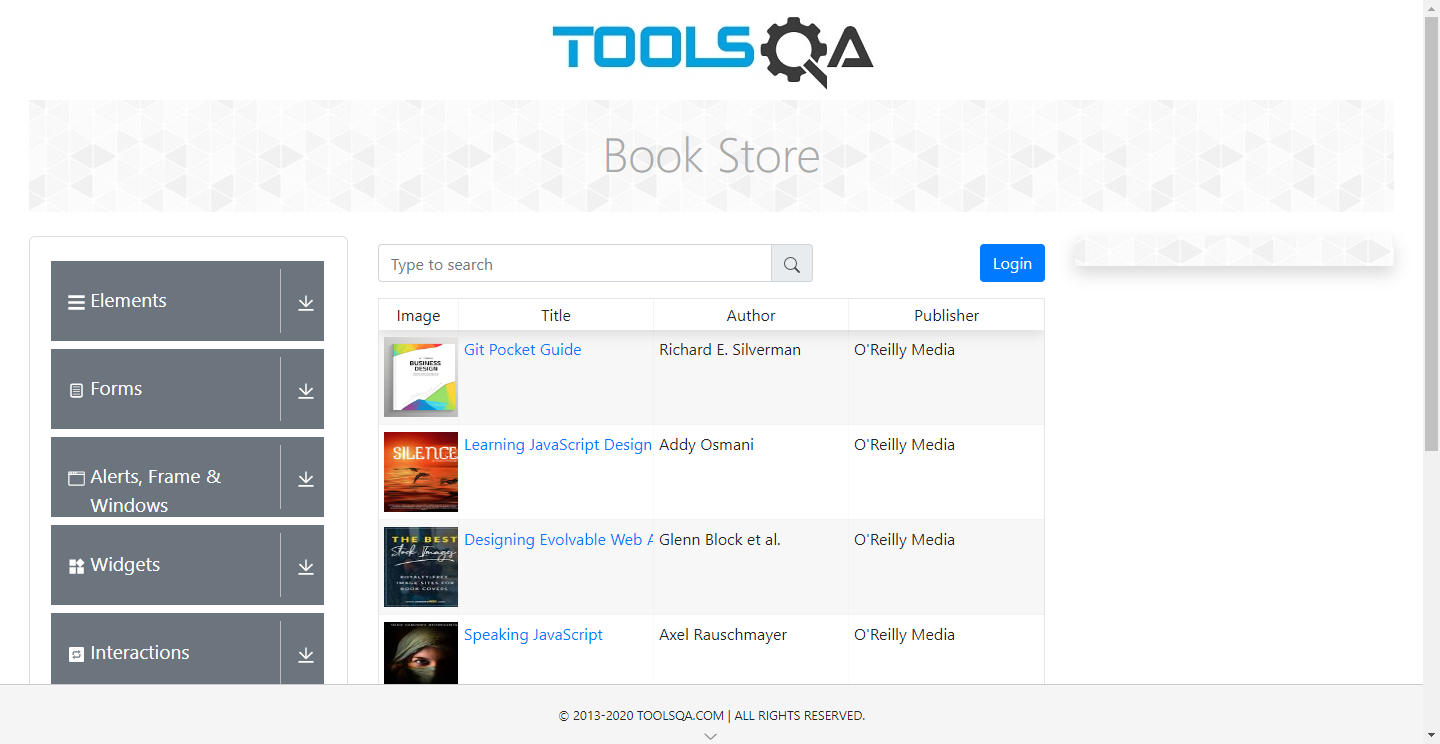 TOOLSQA
Book Store
Elements
Forms
Alerts, Frame &
Windows
Widgets
Interactions
Type to search
Login
Image Title Author Publisher
BUSINESS
DESIGN
Git Pocket Guide Richard E. Silverman O'Reilly Media
SILENCE
Learning JavaScript Design Addy Osmani O'Reilly Media
THE BEST
Stock Images
ROYALTY-FREE
IMAGE SITES FOR
BOOK COVERS
Designing Evolvable Web A Glenn Block et al. O'Reilly Media
Speaking JavaScript Axel Rauschmayer O'Reilly Media
© 2013-2020 TOOLSQA.COM | ALL RIGHTS RESERVED.